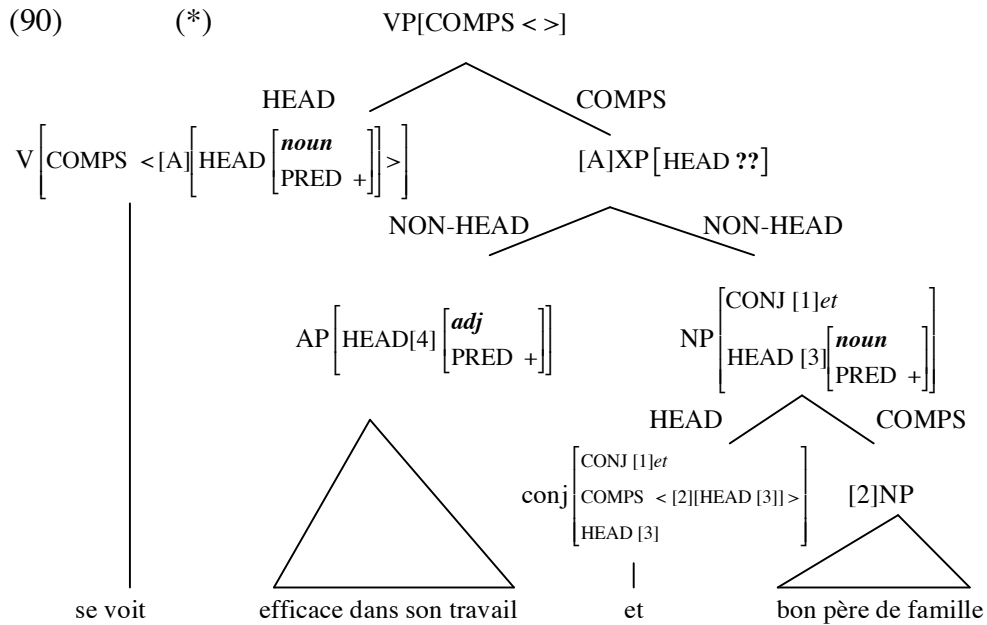 (90) (*) VP[COMPS < >]
HEAD COMPS
V[COMPS <[A][HEAD [noun PRED +]]>] [A]XP[HEAD ??]
NON-HEAD NON-HEAD
AP[HEAD[4] [adj PRED +]] NP[CONJ [1]et HEAD [3][noun PRED +]]
HEAD COMPS
conj[CONJ [1]et COMPS < [2][HEAD [3]] > HEAD [3]] [2]NP
se voit efficace dans son travail et bon père de famille